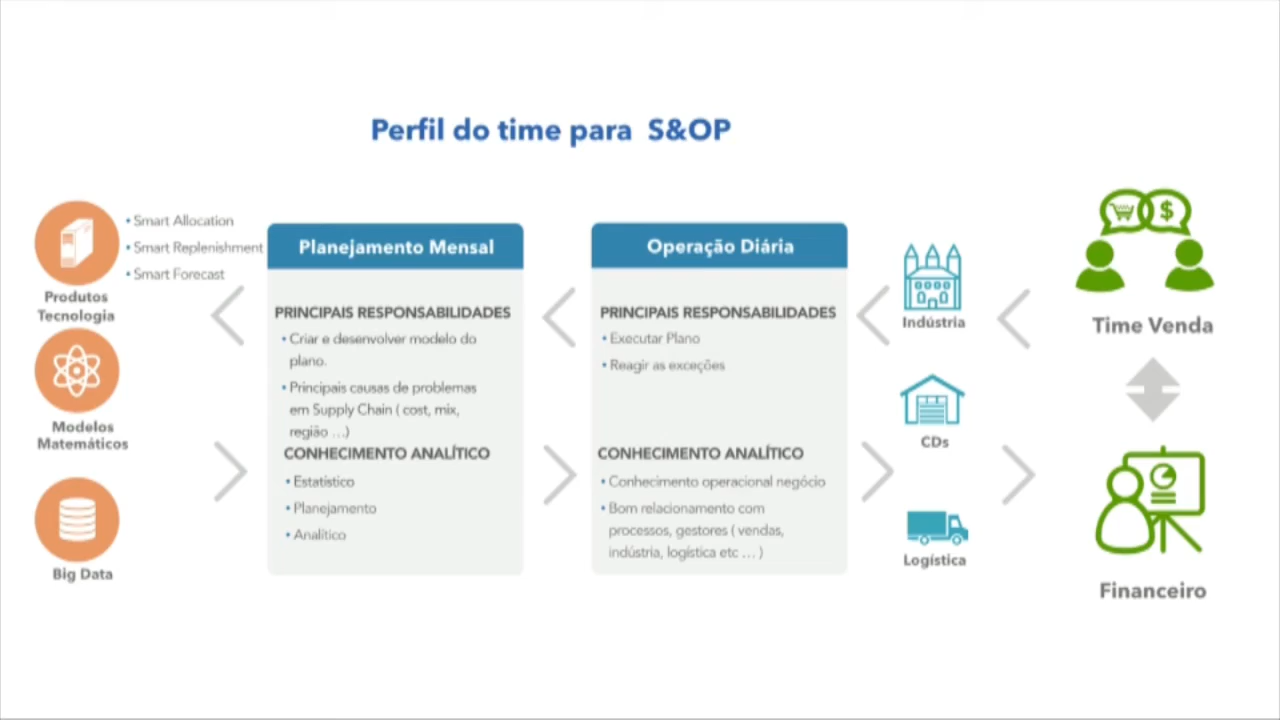 Perfil do time para S&OP
• Smart Allocation
• Smart Replenishment
• Smart Forecast
Produtos
Tecnologia
Modelos
Matemáticos
Big Data
Planejamento Mensal
PRINCIPAIS RESPONSABILIDADES
• Criar e desenvolver modelo do
plano.
• Principais causas de problemas
em Supply Chain ( cost, mix,
região ...)
CONHECIMENTO ANALÍTICO
• Estatístico
• Planejamento
• Analítico
Operação Diária
PRINCIPAIS RESPONSABILIDADES
• Executar Plano
• Reagir as exceções
CONHECIMENTO ANALÍTICO
• Conhecimento operacional negócio
• Bom relacionamento com
processos, gestores ( vendas,
indústria, logística etc ... )
Indústria
CDs
Logística
$
Time Venda
Financeiro